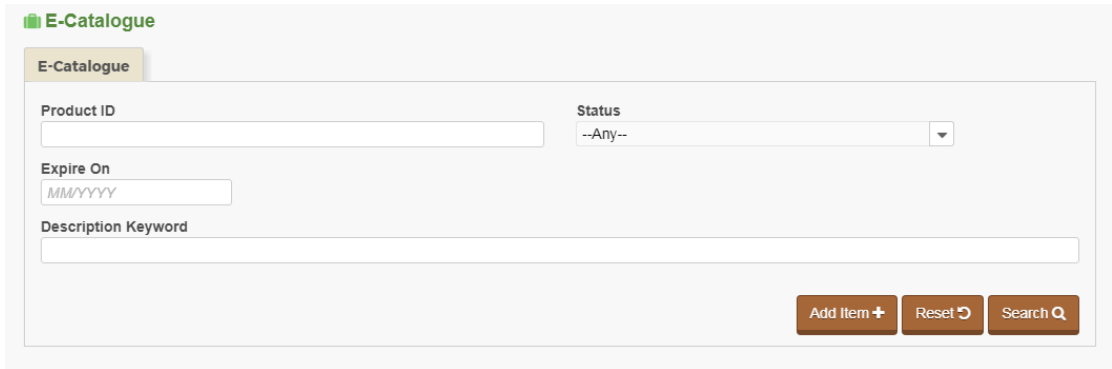 E-Catalogue
E-Catalogue
Product ID
Status
--Any--
Expire On
MM/YYYY
Description Keyword
Add Item
Reset
Search